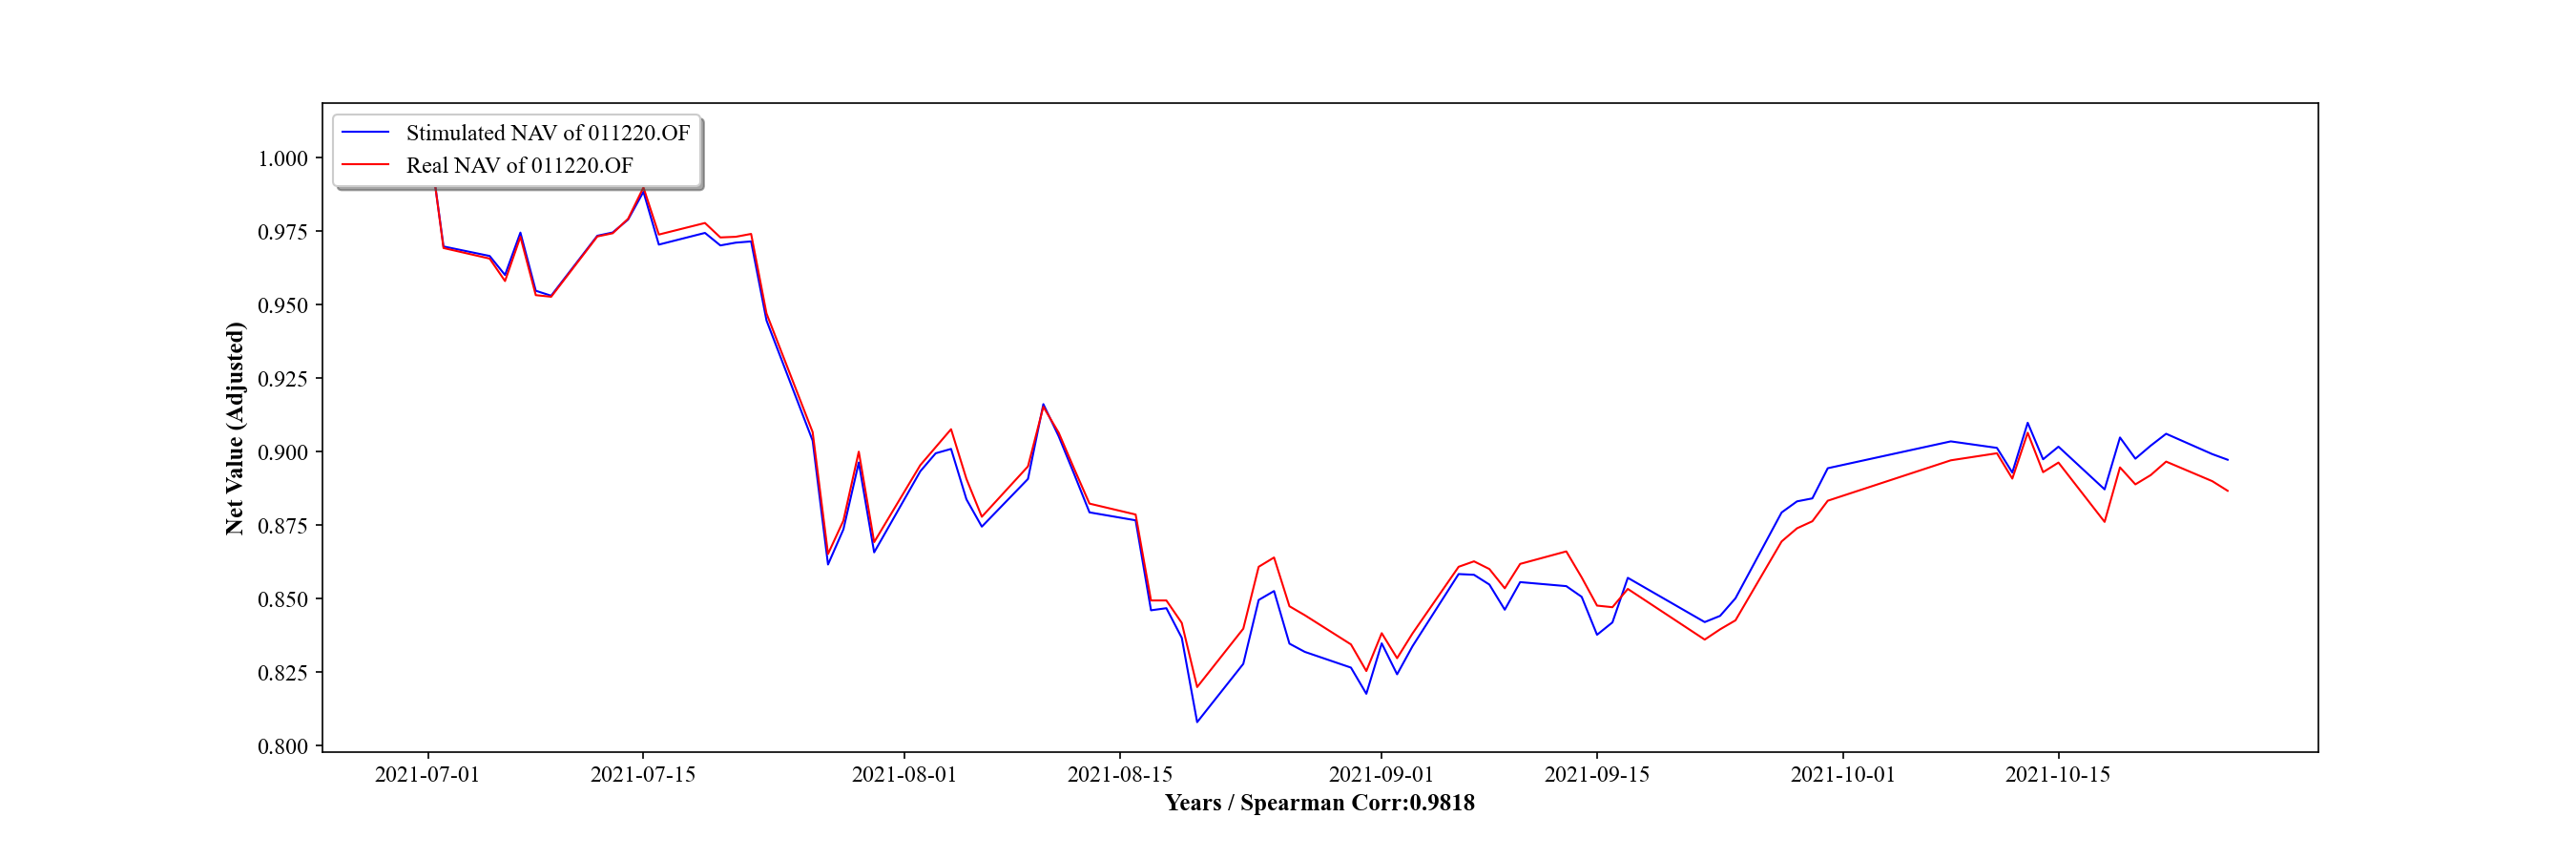 Stimulated NAV of 011220.OF
Real NAV of 011220.OF
1.000
0.975
0.950
0.925
0.900
0.875
0.850
0.825
0.800
Net Value (Adjusted)
2021-07-01 2021-07-15 2021-08-01 2021-08-15 2021-09-01 2021-09-15 2021-10-01 2021-10-15
Years / Spearman Corr:0.9818